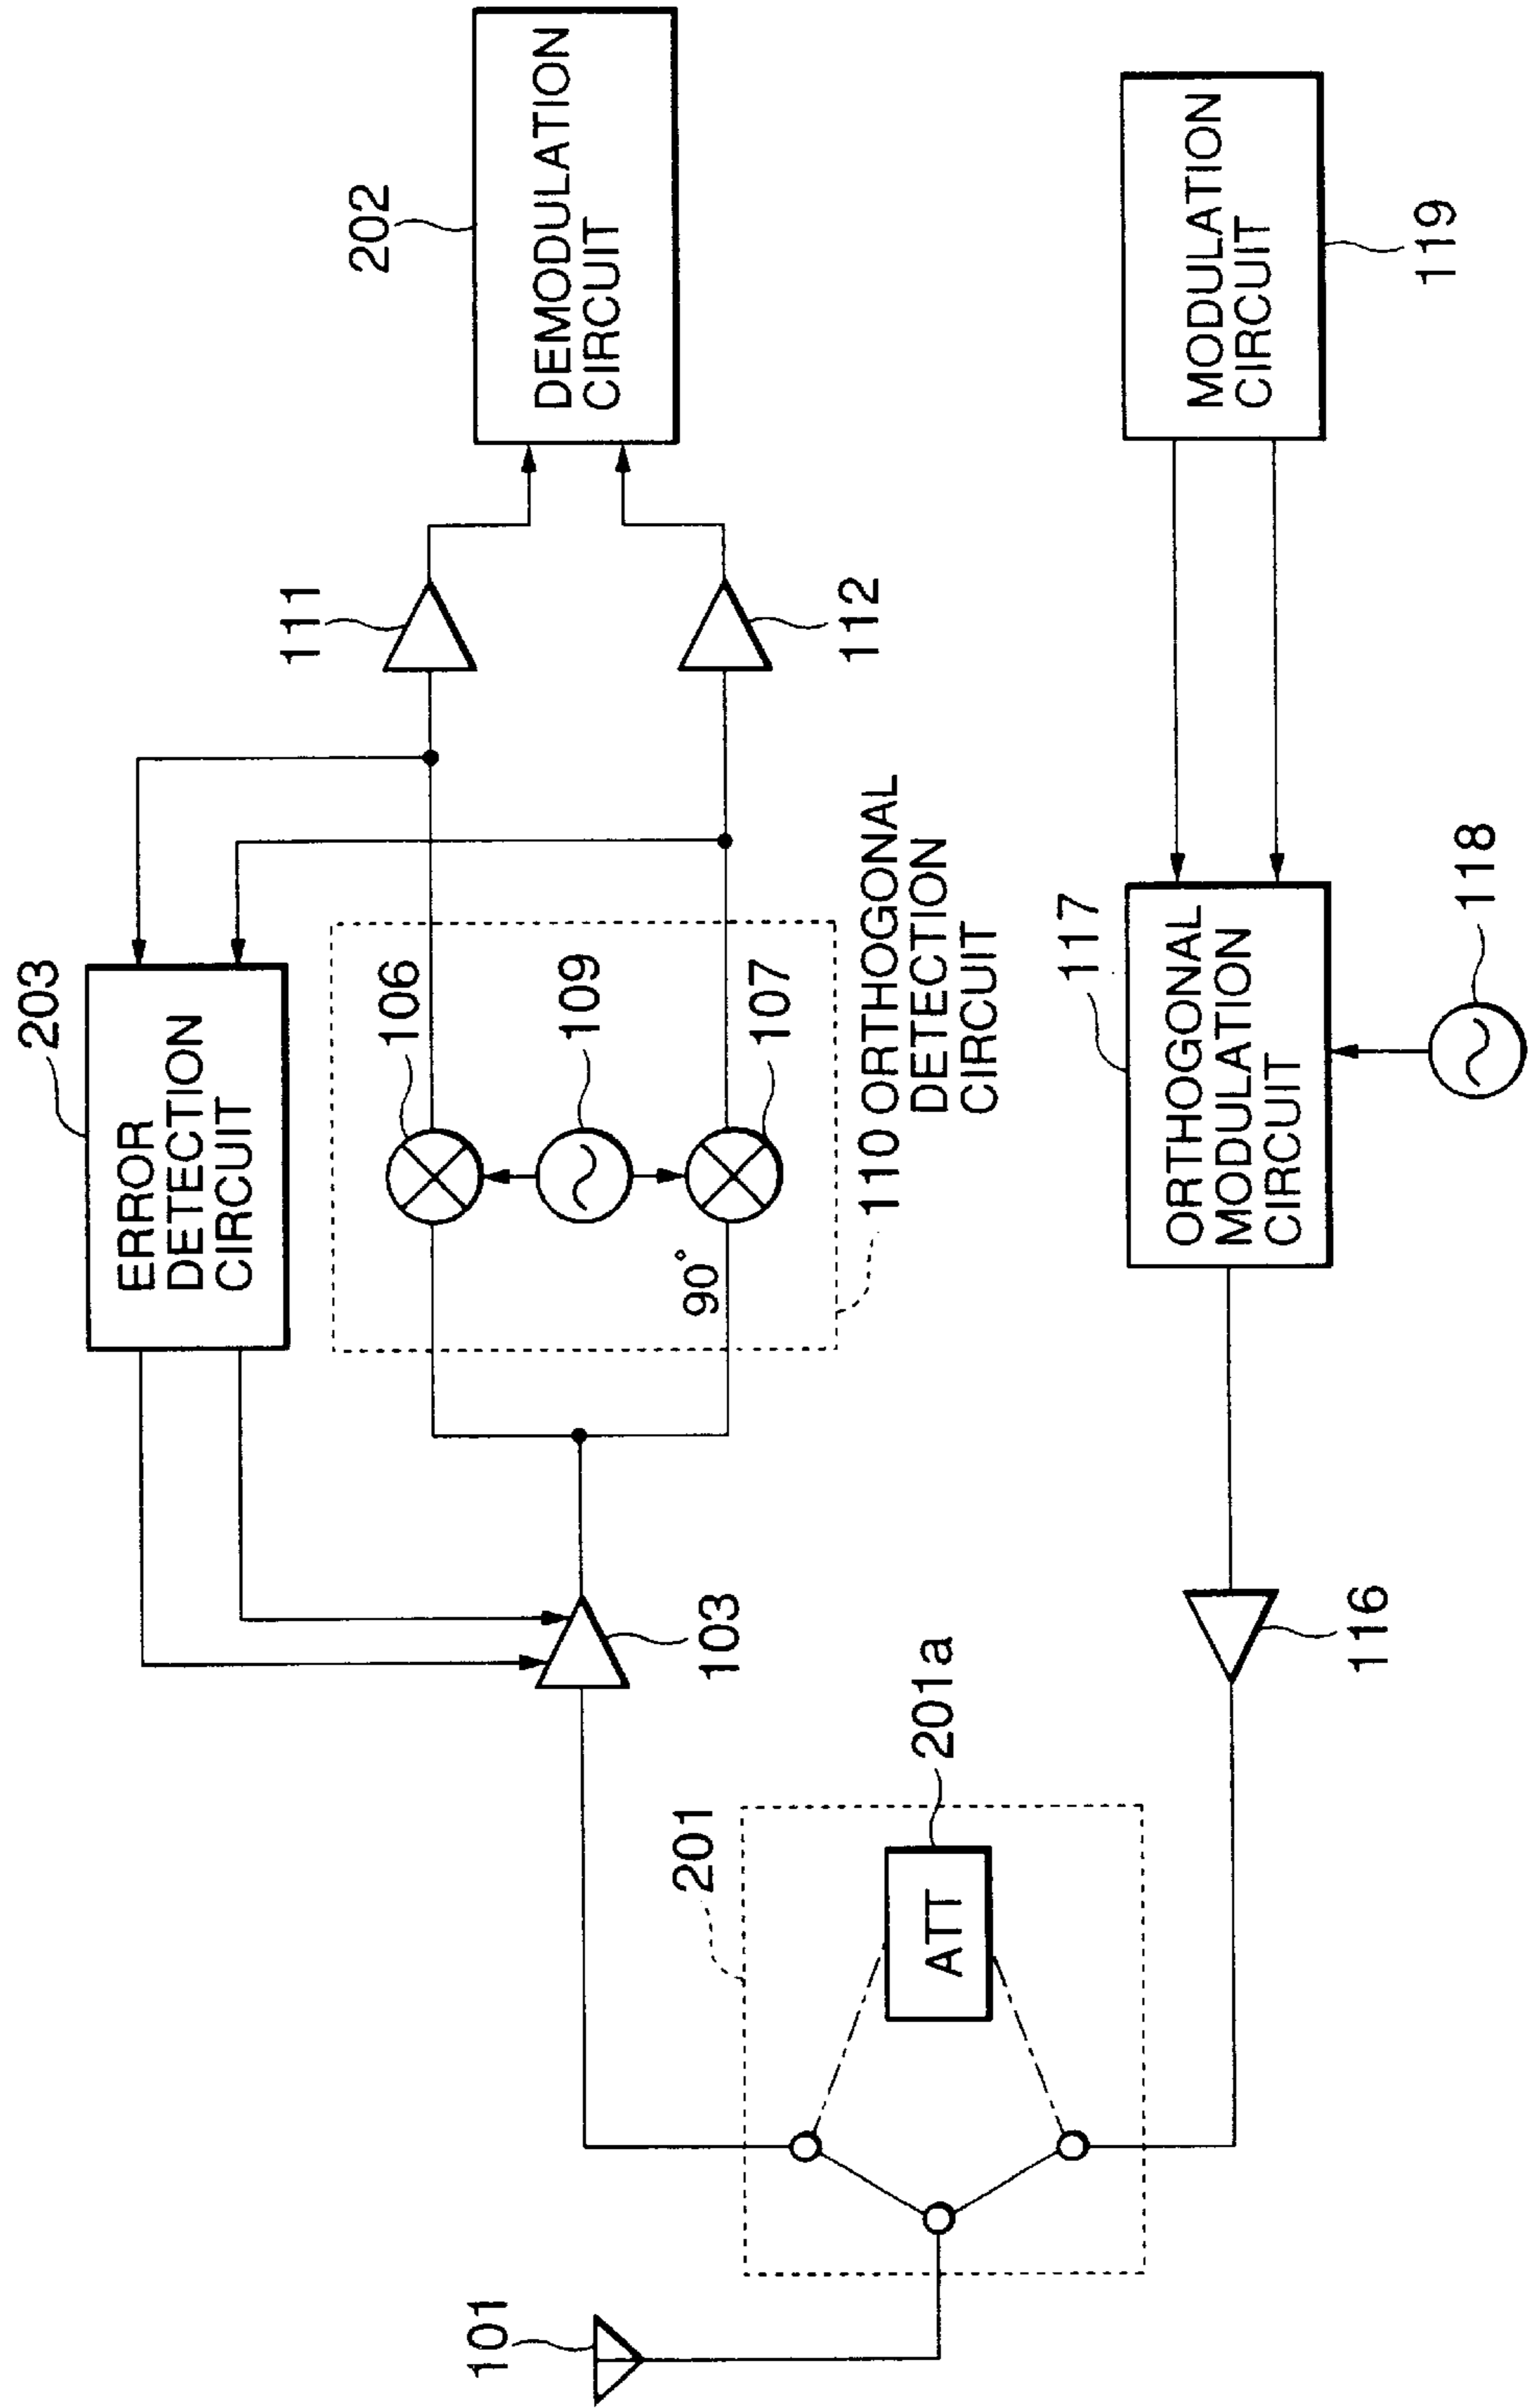 203
ERROR
DETECTION
CIRCUIT
202
DEMODULATION
CIRCUIT
111
112
106
109
107
90°
110 ORTHOGONAL
DETECTION
CIRCUIT
103
101
201
201a
ATT
116
117
ORTHOGONAL
MODULATION
CIRCUIT
118
MODULATION
CIRCUIT
119